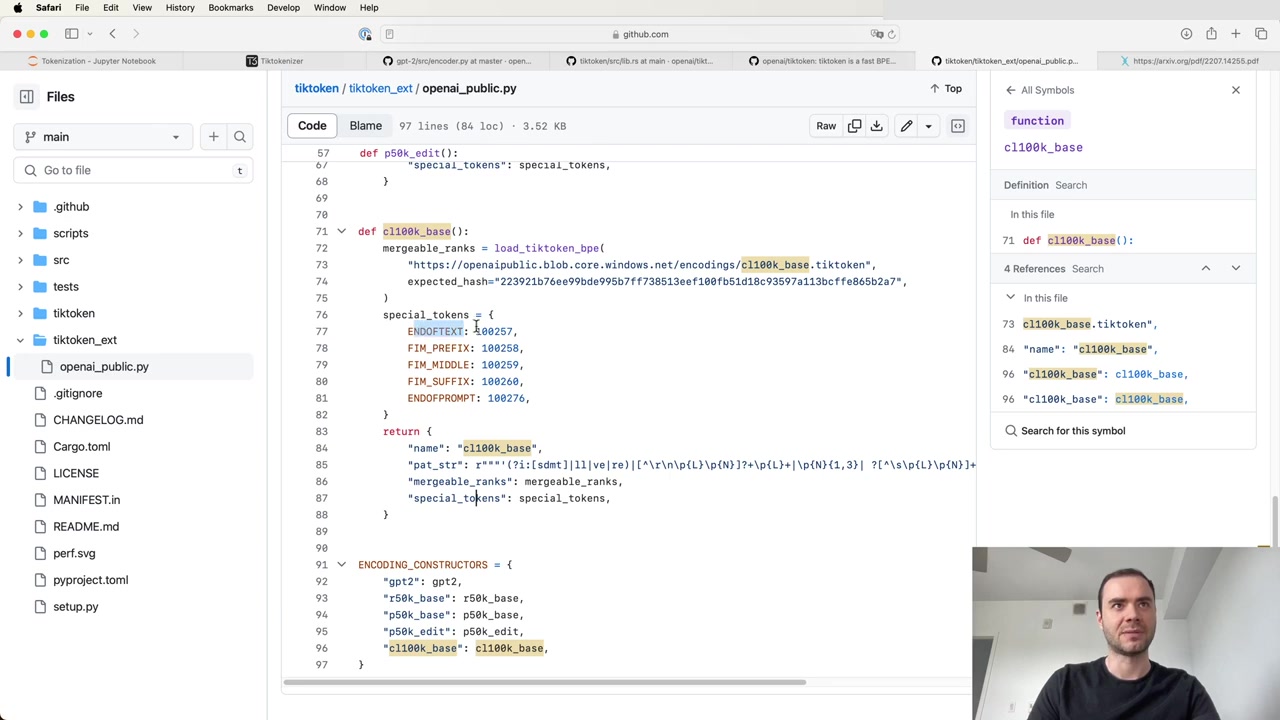 Safari File Edit View History Bookmarks Develop Window Help
github.com
Tokenization - Jupyter Notebook
Tiktokenizer
gpt-2/src/encoder.py at master · open...
tiktoken/src/lib.rs at main · openai/tikt...
openai/tiktoken: tiktoken is a fast BPE...
tiktoken/tiktoken_ext/openai_public.p...
https://arxiv.org/pdf/2207.14255.pdf
Files
main
Go to file t
.github
scripts
src
tests
tiktoken
tiktoken_ext
openai_public.py
.gitignore
CHANGELOG.md
Cargo.toml
LICENSE
MANIFEST.in
README.md
perf.svg
pyproject.toml
setup.py
tiktoken / tiktoken_ext / openai_public.py
Top
Code Blame 97 lines (84 loc) · 3.52 KB
Raw
57 def p50k_edit():
67 "special_tokens": special_tokens,
68 }
69
70
71 def cl100k_base():
72 mergeable_ranks = load_tiktoken_bpe(
73 "https://openaipublic.blob.core.windows.net/encodings/cl100k_base.tiktoken",
74 expected_hash="223921b76ee99bde995b7ff738513eef100fb51d18c93597a113bcffe865b2a7",
75 )
76 special_tokens = {
77 ENDOFTEXT: 100257,
78 FIM_PREFIX: 100258,
79 FIM_MIDDLE: 100259,
80 FIM_SUFFIX: 100260,
81 ENDOFPROMPT: 100276,
82 }
83 return {
84 "name": "cl100k_base",
85 "pat_str": r"""'(?i:[sdmt]|ll|ve|re)|[^\r\n\p{L}\p{N}]?+\p{L}+|\p{N}{1,3}| ?[^\s\p{L}\p{N}]+
86 "mergeable_ranks": mergeable_ranks,
87 "special_tokens": special_tokens,
88 }
89
90
91 ENCODING_CONSTRUCTORS = {
92 "gpt2": gpt2,
93 "r50k_base": r50k_base,
94 "p50k_base": p50k_base,
95 "p50k_edit": p50k_edit,
96 "cl100k_base": cl100k_base,
97 }
All Symbols
function
cl100k_base
Definition Search
In this file
71 def cl100k_base():
4 References Search
In this file
73 cl100k_base.tiktoken",
84 "name": "cl100k_base",
96 "cl100k_base": cl100k_base,
96 "cl100k_base": cl100k_base,
Search for this symbol